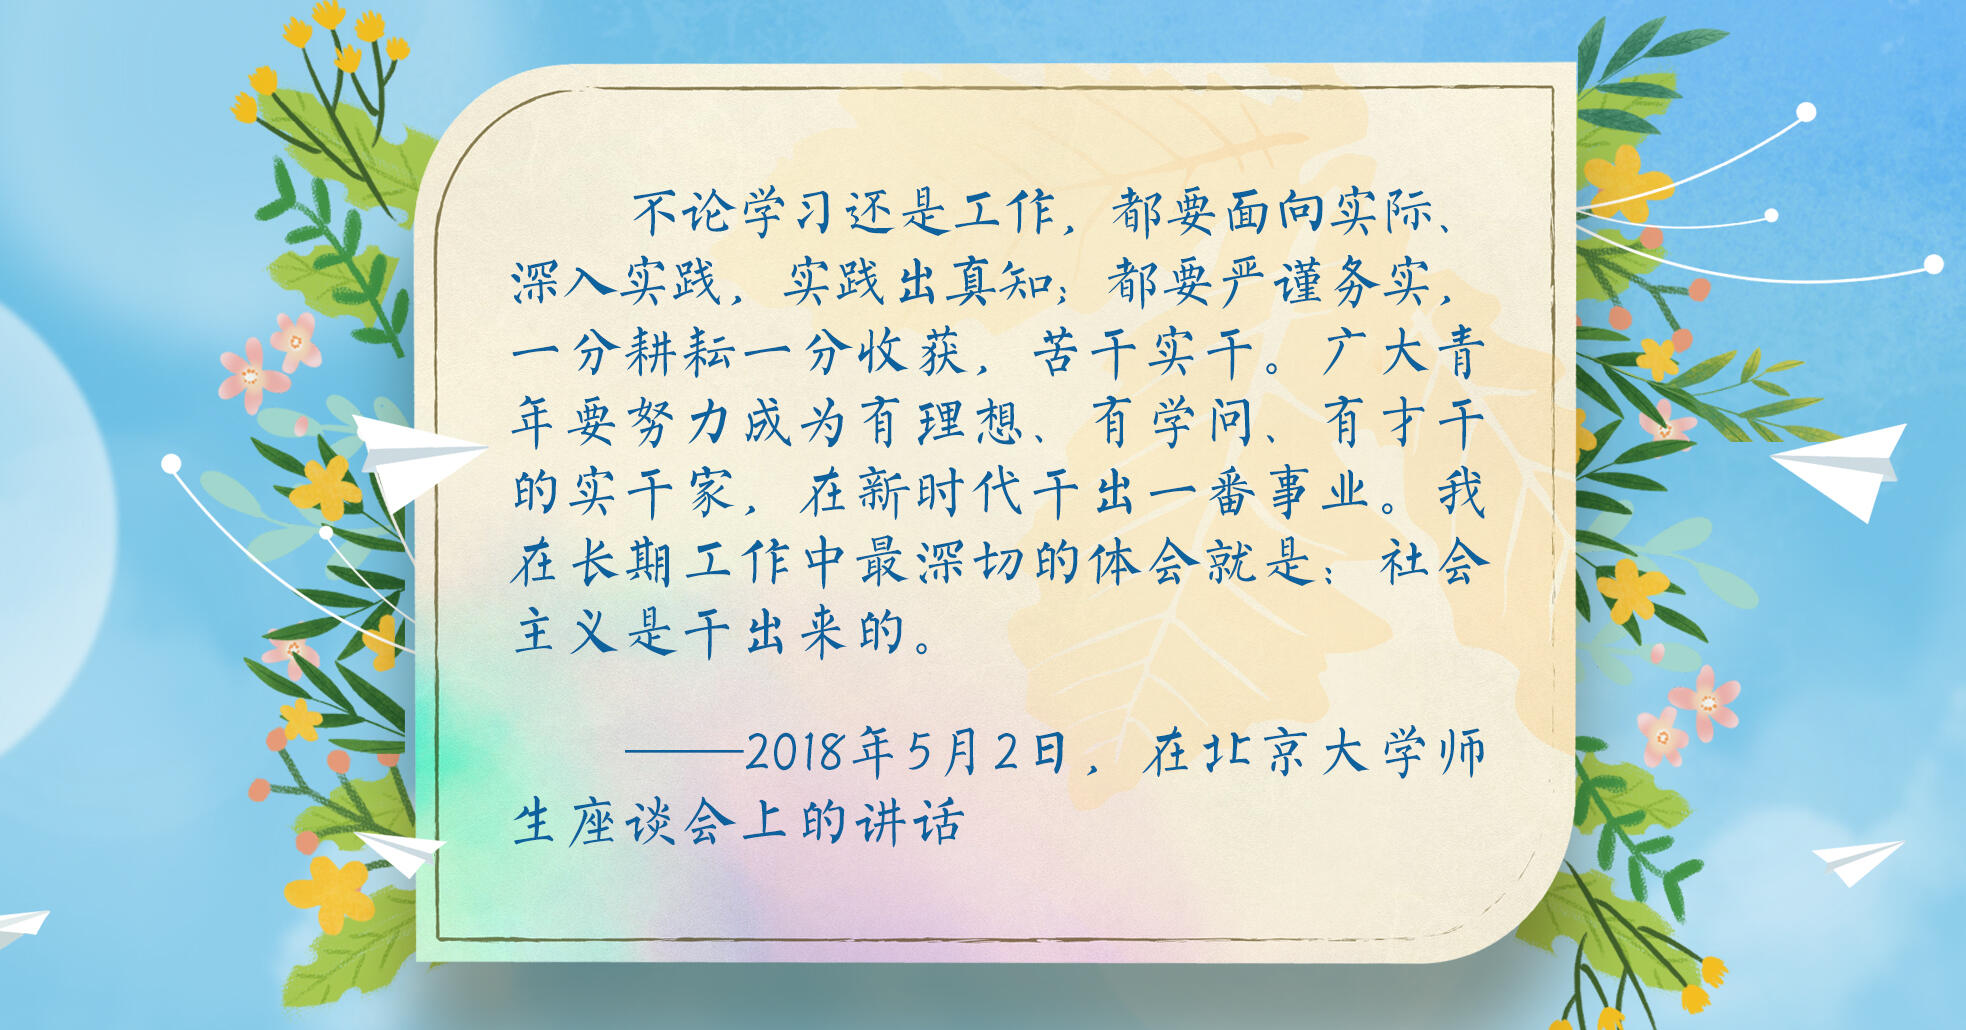 不论学习还是工作，都要面向实际、
深入实践，实践出真知；都要严谨务实，
一分耕耘一分收获，苦干实干。广大青
年要努力成为有理想、有学问、有才干
的实干家，在新时代干出一番事业。我
在长期工作中最深切的体会就是：社会
主义是干出来的。
——2018年5月2日，在北京大学师
生座谈会上的讲话